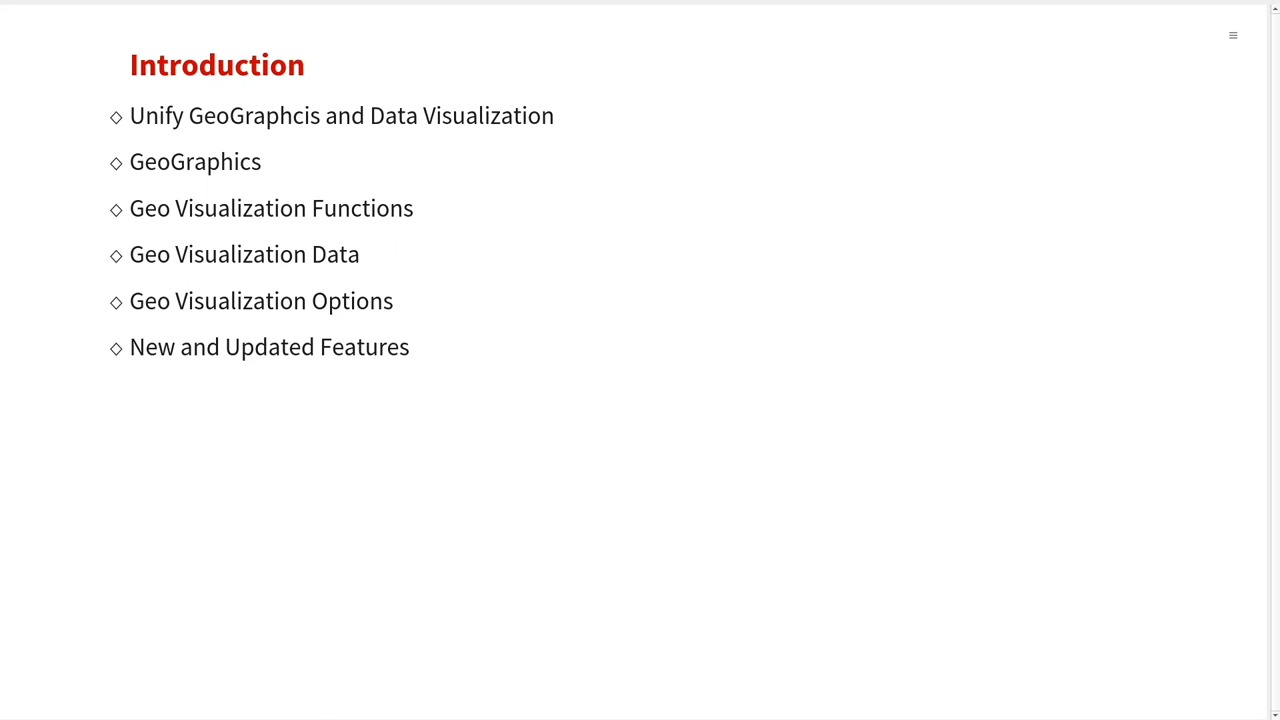 Introduction
◇ Unify GeoGraphcis and Data Visualization
◇ GeoGraphics
◇ Geo Visualization Functions
◇ Geo Visualization Data
◇ Geo Visualization Options
◇ New and Updated Features